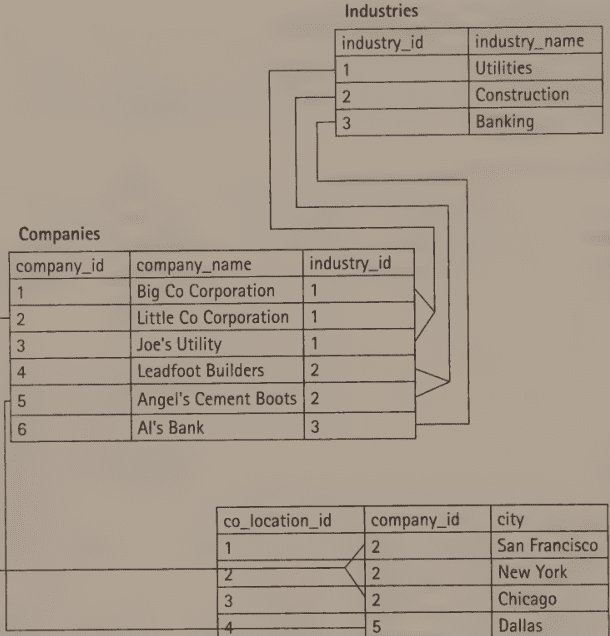 Industries
industry_id industry_name
1 Utilities
2 Construction
3 Banking
Companies
company_id company_name industry_id
1 Big Co Corporation 1
2 Little Co Corporation 1
3 Joe's Utility 1
4 Leadfoot Builders 2
5 Angel's Cement Boots 2
6 Al's Bank 3
co_location_id company_id city
1 2 San Francisco
2 2 New York
3 2 Chicago
4 5 Dallas